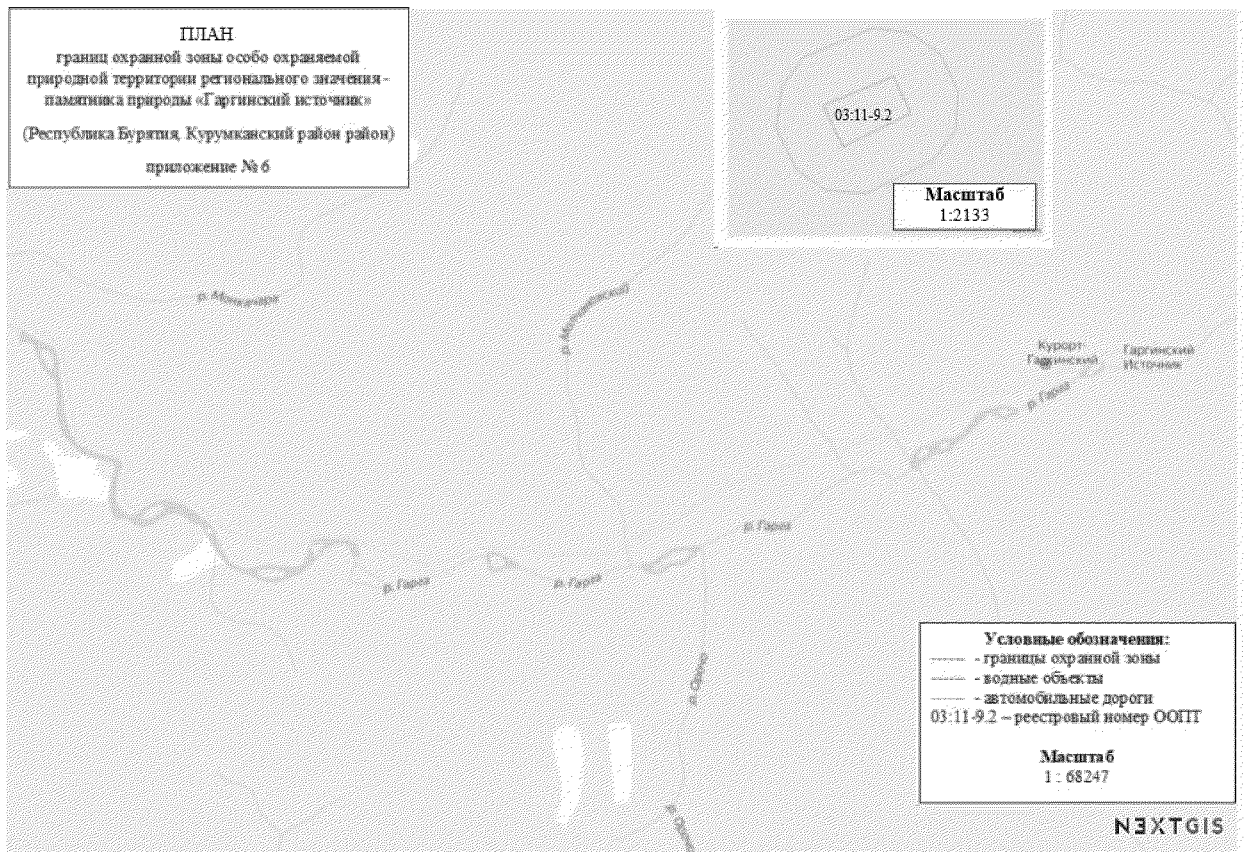 ПЛАН
границ охранной зоны особо охраняемой
природной территории регионального значения -
памятника природы «Гаргинский источник»
(Республика Бурятия, Курумканский район район)
приложение № 6
03:11-9.2
Масштаб
1:2133
Курорт
Гаргинский
Гаргинский
Источник
р. Гарга
р. Гарга
р. Гарга
р. Гарга
Условные обозначения:
- границы охранной зоны
- водные объекты
- автомобильные дороги
03:11-9.2 – реестровый номер ООПТ
Масштаб
1 : 68247
NEXTGIS